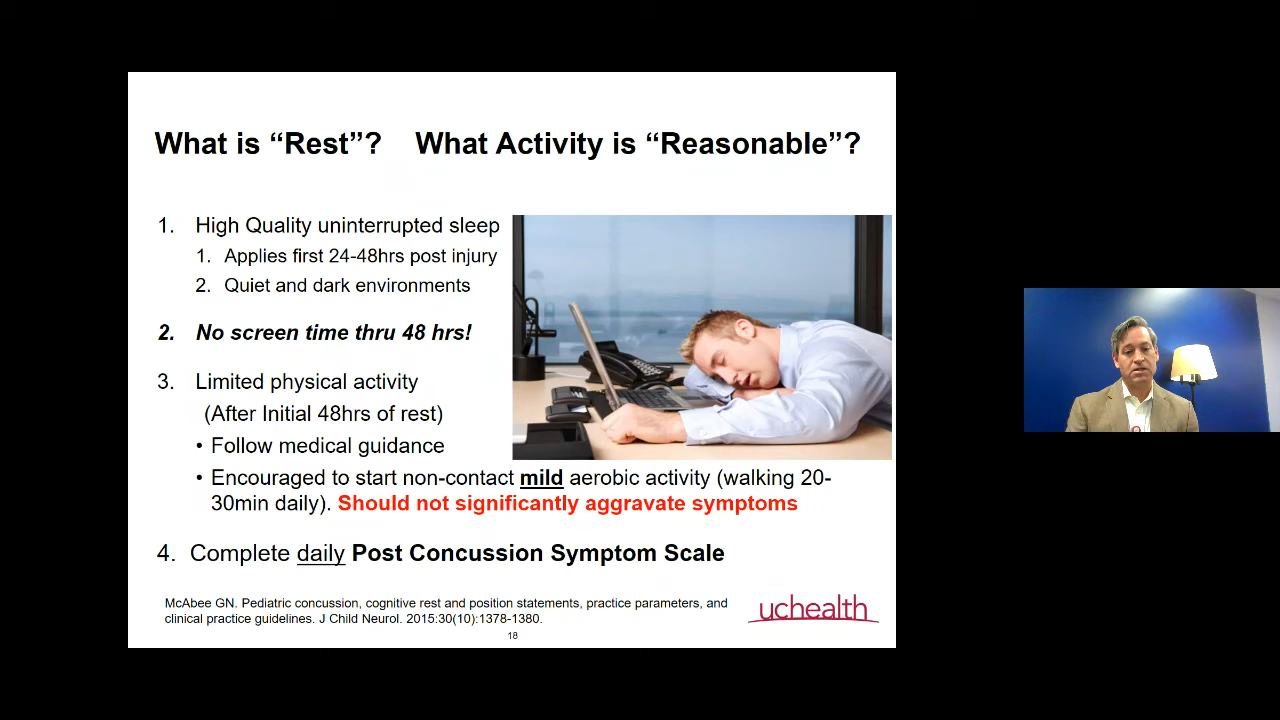 What is “Rest”? What Activity is “Reasonable”?
1. High Quality uninterrupted sleep
1. Applies first 24-48hrs post injury
2. Quiet and dark environments
2. No screen time thru 48 hrs!
3. Limited physical activity
(After Initial 48hrs of rest)
• Follow medical guidance
• Encouraged to start non-contact mild aerobic activity (walking 20-
30min daily). Should not significantly aggravate symptoms
4. Complete daily Post Concussion Symptom Scale
McAbee GN. Pediatric concussion, cognitive rest and position statements, practice parameters, and
clinical practice guidelines. J Child Neurol. 2015:30(10):1378-1380.
uchealth
18